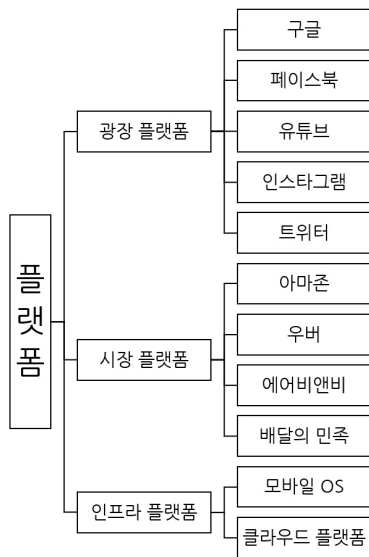 플랫폼
광장 플랫폼
구글
페이스북
유튜브
인스타그램
트위터
시장 플랫폼
아마존
우버
에어비앤비
배달의 민족
인프라 플랫폼
모바일 OS
클라우드 플랫폼